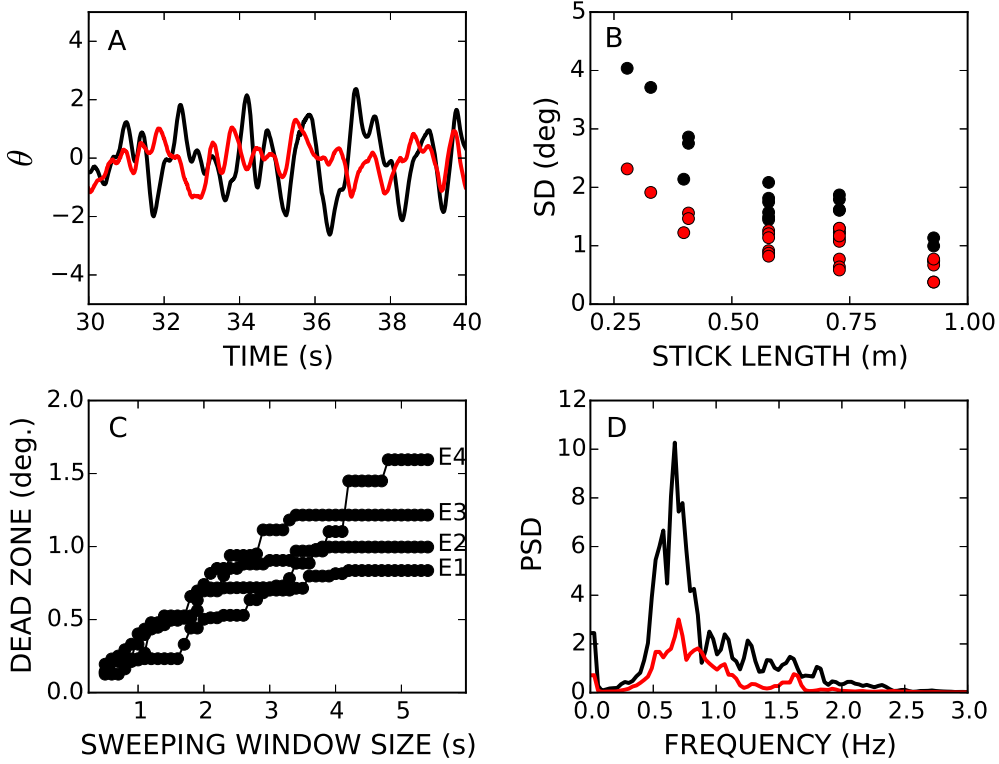 A
4
2
0
−2
−4
θ
30 32 34 36 38 40
TIME (s)
B
5
4
3
2
1
0
SD (deg)
0.25 0.50 0.75 1.00
STICK LENGTH (m)
C
2.0
1.5
1.0
0.5
0.0
DEAD ZONE (deg.)
E4
E3
E2
E1
1 2 3 4 5
SWEEPING WINDOW SIZE (s)
D
12
10
8
6
4
2
0
PSD
0.0 0.5 1.0 1.5 2.0 2.5 3.0
FREQUENCY (Hz)